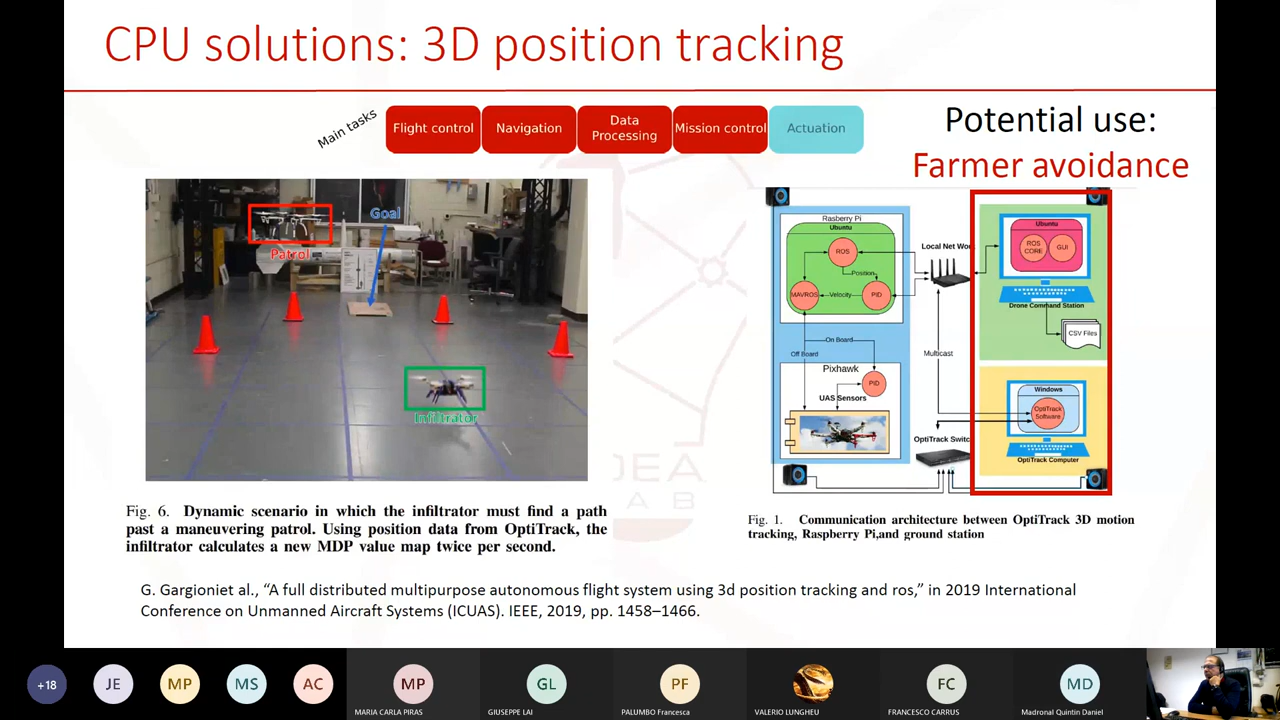 CPU solutions: 3D position tracking
Main tasks
Flight control
Navigation
Data
Processing
Mission control
Actuation
Potential use:
Farmer avoidance
Goal
Patrol
Infiltrator
Rasberry Pi
Ubuntu
ROS
Position
MAVROS
Velocity
PID
On Board
Off Board
Pixhawk
PID
UAS Sensors
Local Net Wo
Multicast
OptiTrack Switc
Ubuntu
ROS
CORE
GUI
Drone Command Station
CSV Files
Windows
OptiTrack
Software
OptiTrack Computer
Fig. 6. Dynamic scenario in which the infiltrator must find a path
past a maneuvering patrol. Using position data from OptiTrack, the
infiltrator calculates a new MDP value map twice per second.
Fig. 1. Communication architecture between OptiTrack 3D motion
tracking, Raspberry Pi,and ground station
G. Gargioniet al., “A full distributed multipurpose autonomous flight system using 3d position tracking and ros,” in 2019 International
Conference on Unmanned Aircraft Systems (ICUAS). IEEE, 2019, pp. 1458–1466.
DEA
LAB
+18
JE
MP
MS
AC
MP
MARIA CARLA PIRAS
GL
GIUSEPPE LAI
PF
PALUMBO Francesca
VALERIO LUNGHEU
FC
FRANCESCO CARRUS
MD
Madronal Quintin Daniel